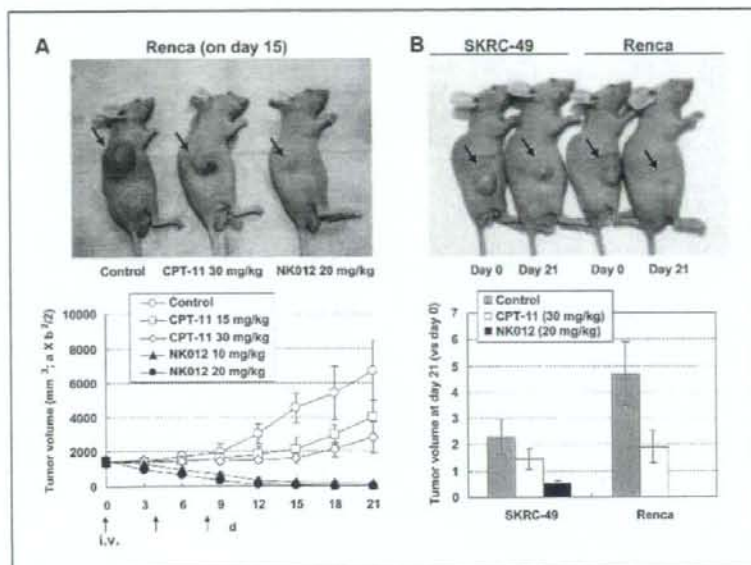 A
Renca (on day 15)
Control CPT-11 30 mg/kg NK012 20 mg/kg
Tumor volume (mm³; a X b²/2)
10000
8000
6000
4000
2000
0
Control
CPT-11 15 mg/kg
CPT-11 30 mg/kg
NK012 10 mg/kg
NK012 20 mg/kg
0 3 6 9 12 15 18 21
i.v. d
B
SKRC-49 Renca
Day 0 Day 21 Day 0 Day 21
Tumor volume at day 21 (vs day 0)
7
6
5
4
3
2
1
0
Control
CPT-11 (30 mg/kg)
NK012 (20 mg/kg)
SKRC-49 Renca